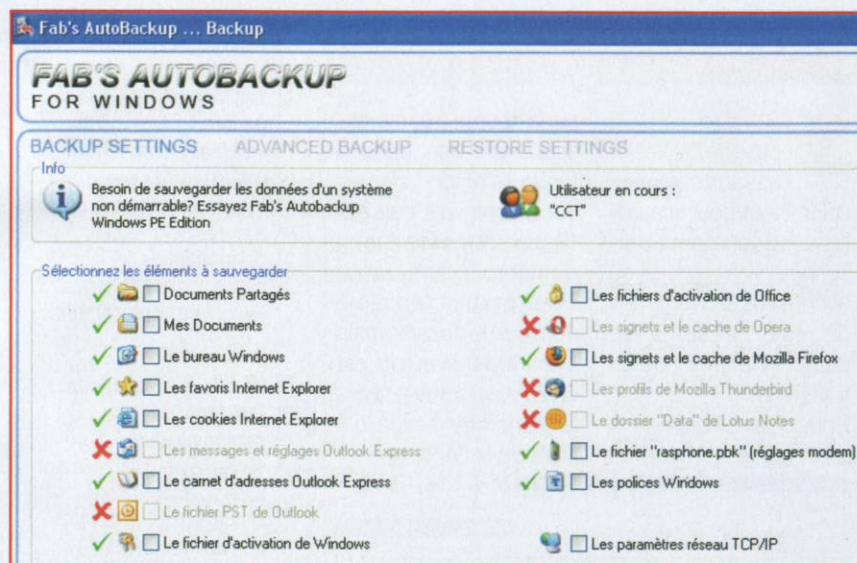 Fab's AutoBackup ... Backup
FAB'S AUTOBACKUP
FOR WINDOWS
BACKUP SETTINGS ADVANCED BACKUP RESTORE SETTINGS
Info
Besoin de sauvegarder les données d'un système
non démarrable? Essayez Fab's Autobackup
Windows PE Edition
Utilisateur en cours :
"CCT"
Sélectionnez les éléments à sauvegarder
Documents Partagés
Mes Documents
Le bureau Windows
Les favoris Internet Explorer
Les cookies Internet Explorer
Les messages et réglages Outlook Express
Le carnet d'adresses Outlook Express
Le fichier PST de Outlook
Le fichier d'activation de Windows
Les fichiers d'activation de Office
Les signets et le cache de Opera
Les signets et le cache de Mozilla Firefox
Les profils de Mozilla Thunderbird
Le dossier "Data" de Lotus Notes
Le fichier "rasphone.pbk" (réglages modem)
Les polices Windows
Les paramètres réseau TCP/IP